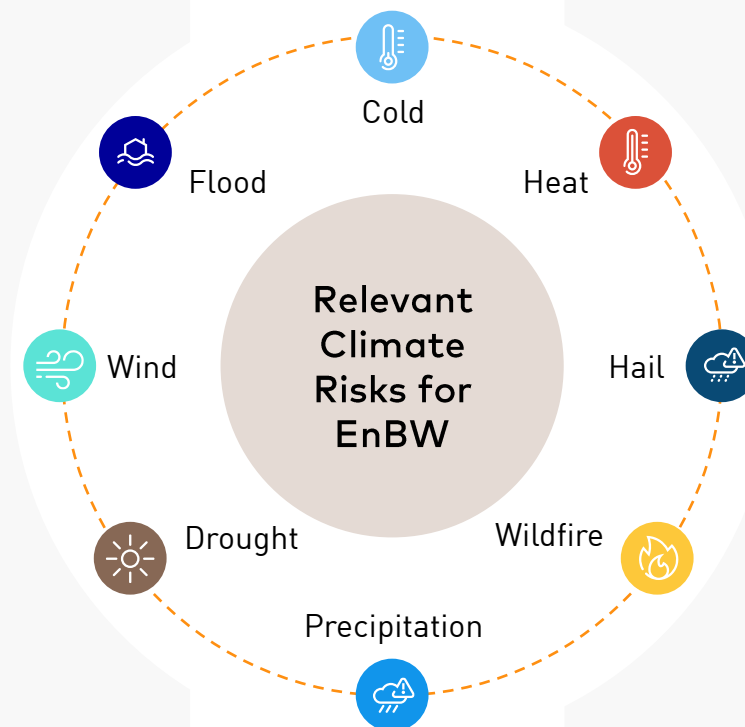 Cold
Flood
Heat
Relevant
Climate
Risks for
EnBW
Wind
Hail
Drought
Wildfire
Precipitation